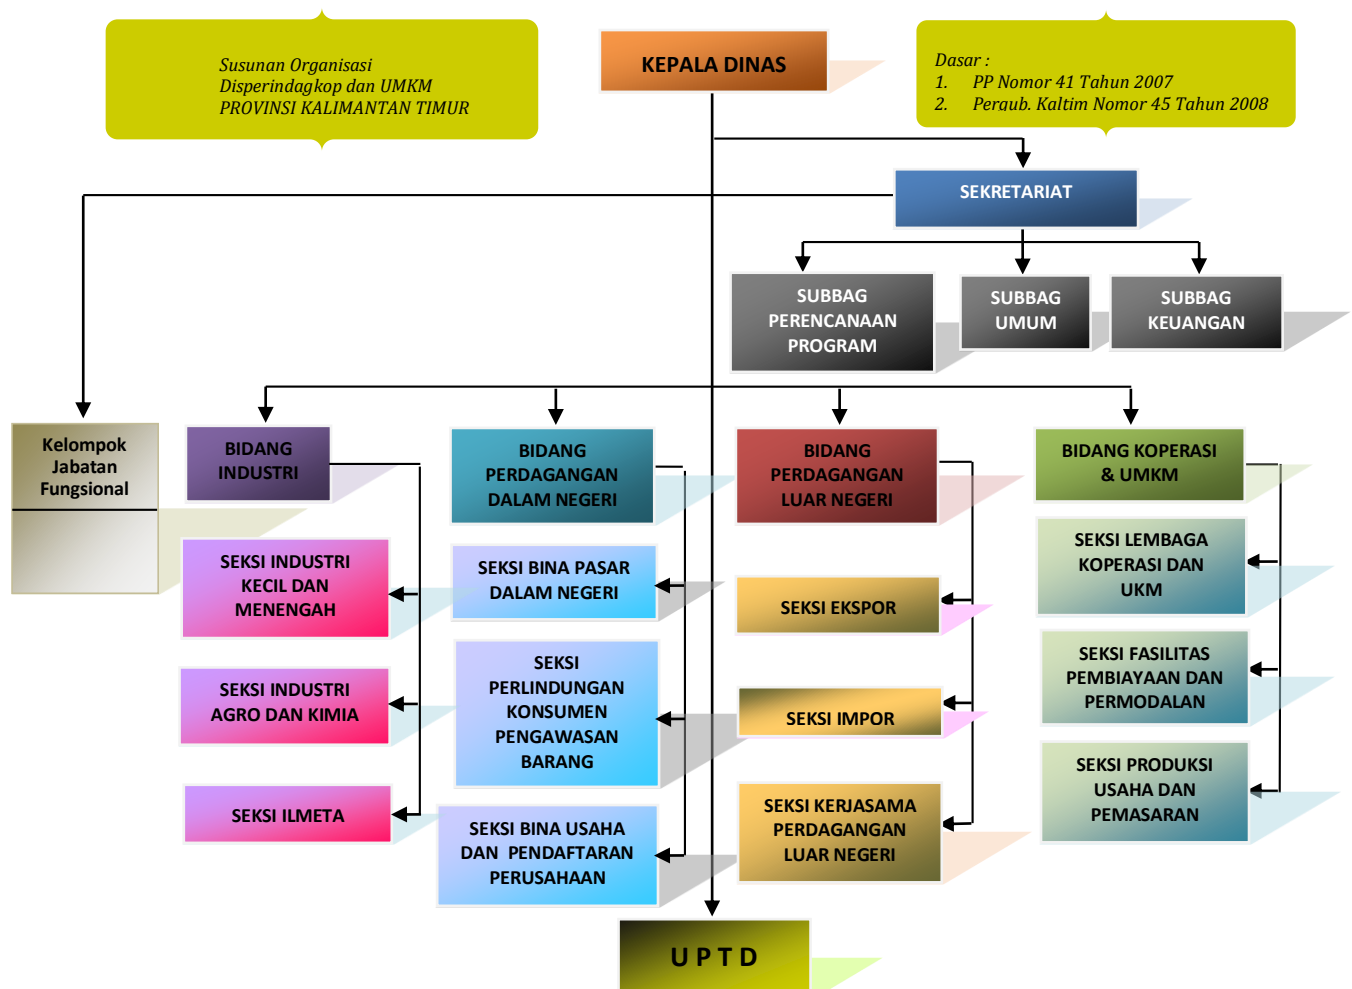 Susunan Organisasi
Disperindagkop dan UMKM
PROVINSI KALIMANTAN TIMUR
KEPALA DINAS
Dasar :
1. PP Nomor 41 Tahun 2007
2. Pergub. Kaltim Nomor 45 Tahun 2008
SEKRETARIAT
SUBBAG
PERENCANAAN
PROGRAM
SUBBAG
UMUM
SUBBAG
KEUANGAN
Kelompok
Jabatan
Fungsional
BIDANG
INDUSTRI
BIDANG
PERDAGANGAN
DALAM NEGERI
BIDANG
PERDAGANGAN
LUAR NEGERI
BIDANG KOPERASI
& UMKM
SEKSI INDUSTRI
KECIL DAN
MENENGAH
SEKSI INDUSTRI
AGRO DAN KIMIA
SEKSI ILMETA
SEKSI BINA PASAR
DALAM NEGERI
SEKSI
PERLINDUNGAN
KONSUMEN
PENGAWASAN
BARANG
SEKSI BINA USAHA
DAN PENDAFTARAN
PERUSAHAAN
SEKSI EKSPOR
SEKSI IMPOR
SEKSI KERJASAMA
PERDAGANGAN
LUAR NEGERI
SEKSI LEMBAGA
KOPERASI DAN
UKM
SEKSI FASILITAS
PEMBIAYAAN DAN
PERMODALAN
SEKSI PRODUKSI
USAHA DAN
PEMASARAN
U P T D